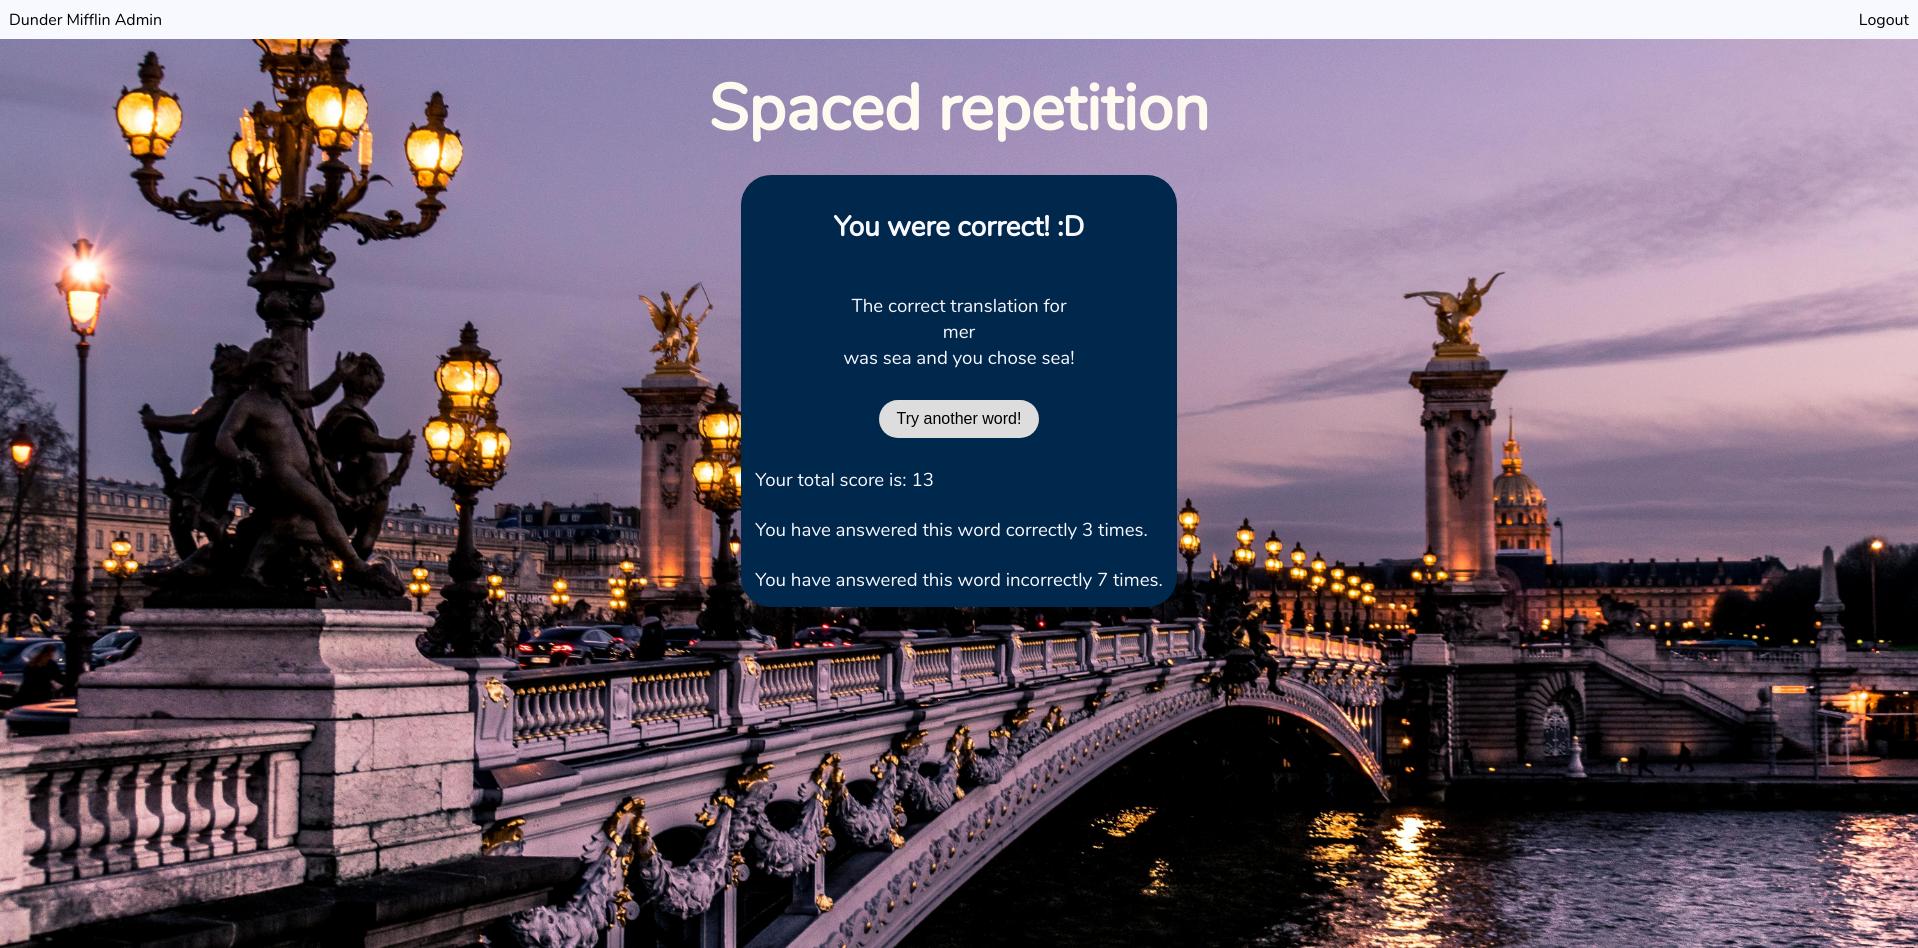 Dunder Mifflin Admin
Logout
Spaced repetition
You were correct! :D
The correct translation for
mer
was sea and you chose sea!
Try another word!
Your total score is: 13
You have answered this word correctly 3 times.
You have answered this word incorrectly 7 times.
AIR FRANCE